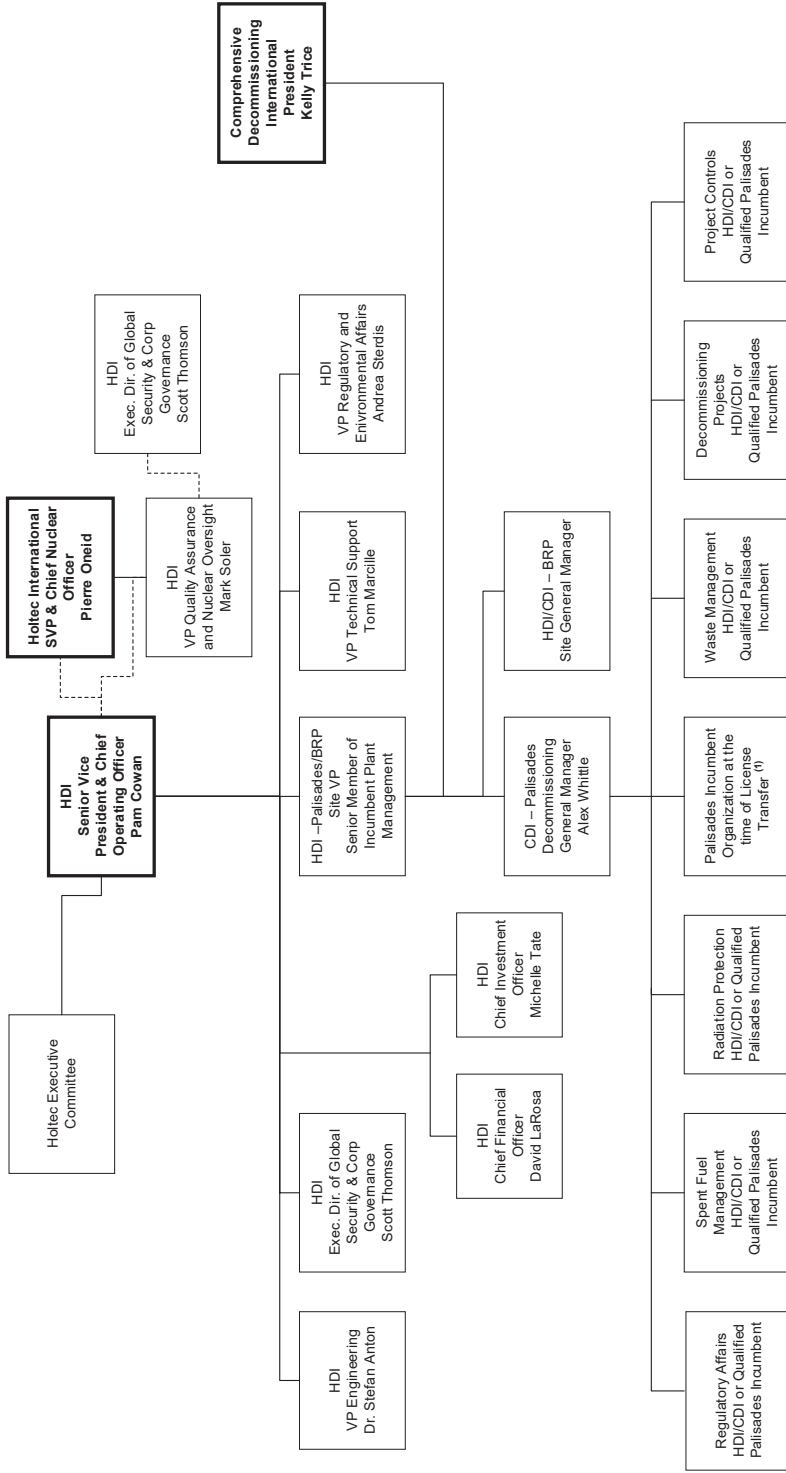 Holtec Executive
Committee
HDI
Senior Vice
President & Chief
Operating Officer
Pam Cowan
Holtec International
SVP & Chief Nuclear
Officer
Pierre Oneid
HDI
VP Quality Assurance
and Nuclear Oversight
Mark Soler
HDI
Exec. Dir. of Global
Security & Corp
Governance
Scott Thomson
Comprehensive
Decommissioning
International
President
Kelly Trice
HDI
VP Engineering
Dr. Stefan Anton
HDI
Exec. Dir. of Global
Security & Corp
Governance
Scott Thomson
HDI –Palisades/BRP
Site VP
Senior Member of
Incumbent Plant
Management
HDI
VP Technical Support
Tom Marcille
HDI
VP Regulatory and
Enivronmental Affairs
Andrea Sterdis
HDI
Chief Financial
Officer
David LaRosa
HDI
Chief Investment
Officer
Michelle Tate
CDI – Palisades
Decommissioning
General Manager
Alex Whittle
HDI/CDI – BRP
Site General Manager
Regulatory Affairs
HDI/CDI or Qualified
Palisades Incumbent
Spent Fuel
Management
HDI/CDI or
Qualified Palisades
Incumbent
Radiation Protection
HDI/CDI or Qualified
Palisades Incumbent
Palisades Incumbent
Organization at the
time of License
Transfer (1)
Waste Management
HDI/CDI or
Qualified Palisades
Incumbent
Decommissioning
Projects
HDI/CDI or
Qualified Palisades
Incumbent
Project Controls
HDI/CDI or
Qualified Palisades
Incumbent